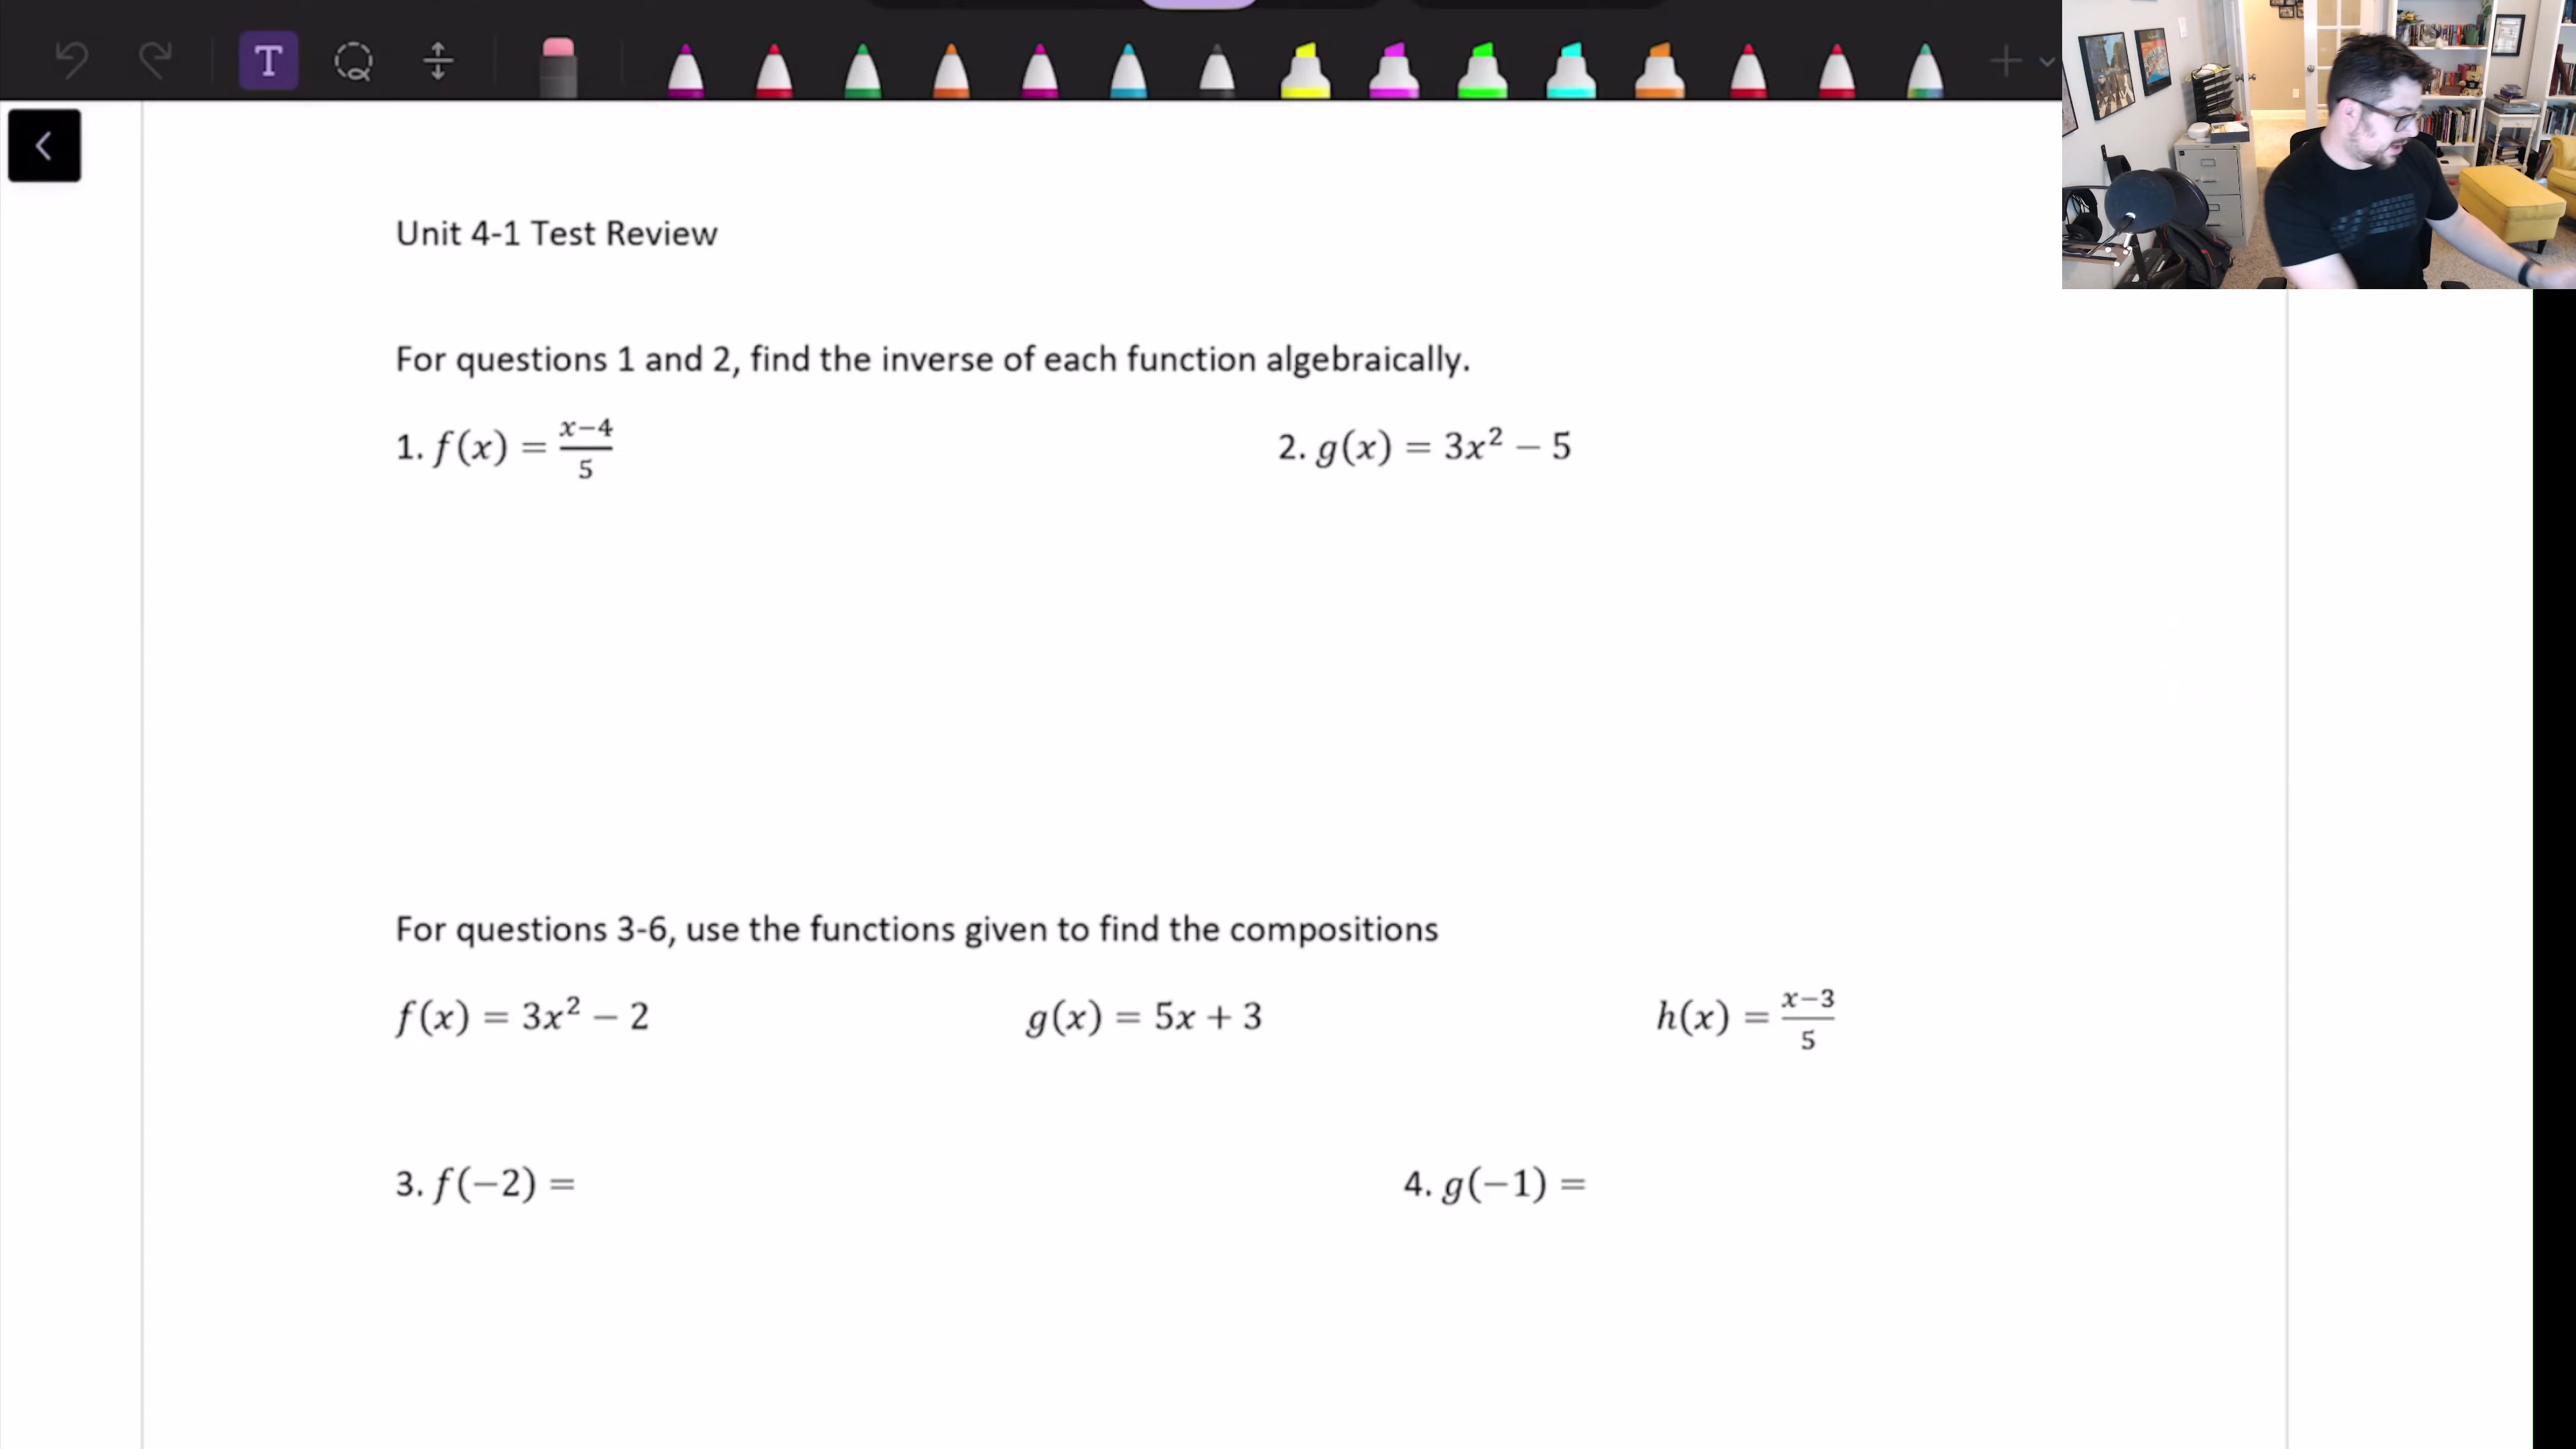 T
Unit 4-1 Test Review
For questions 1 and 2, find the inverse of each function algebraically.
1. f(x) = \frac{x-4}{5}
2. g(x) = 3x² − 5
For questions 3-6, use the functions given to find the compositions
f(x) = 3x² − 2
g(x) = 5x + 3
h(x) = \frac{x-3}{5}
3. f(−2) =
4. g(−1) =